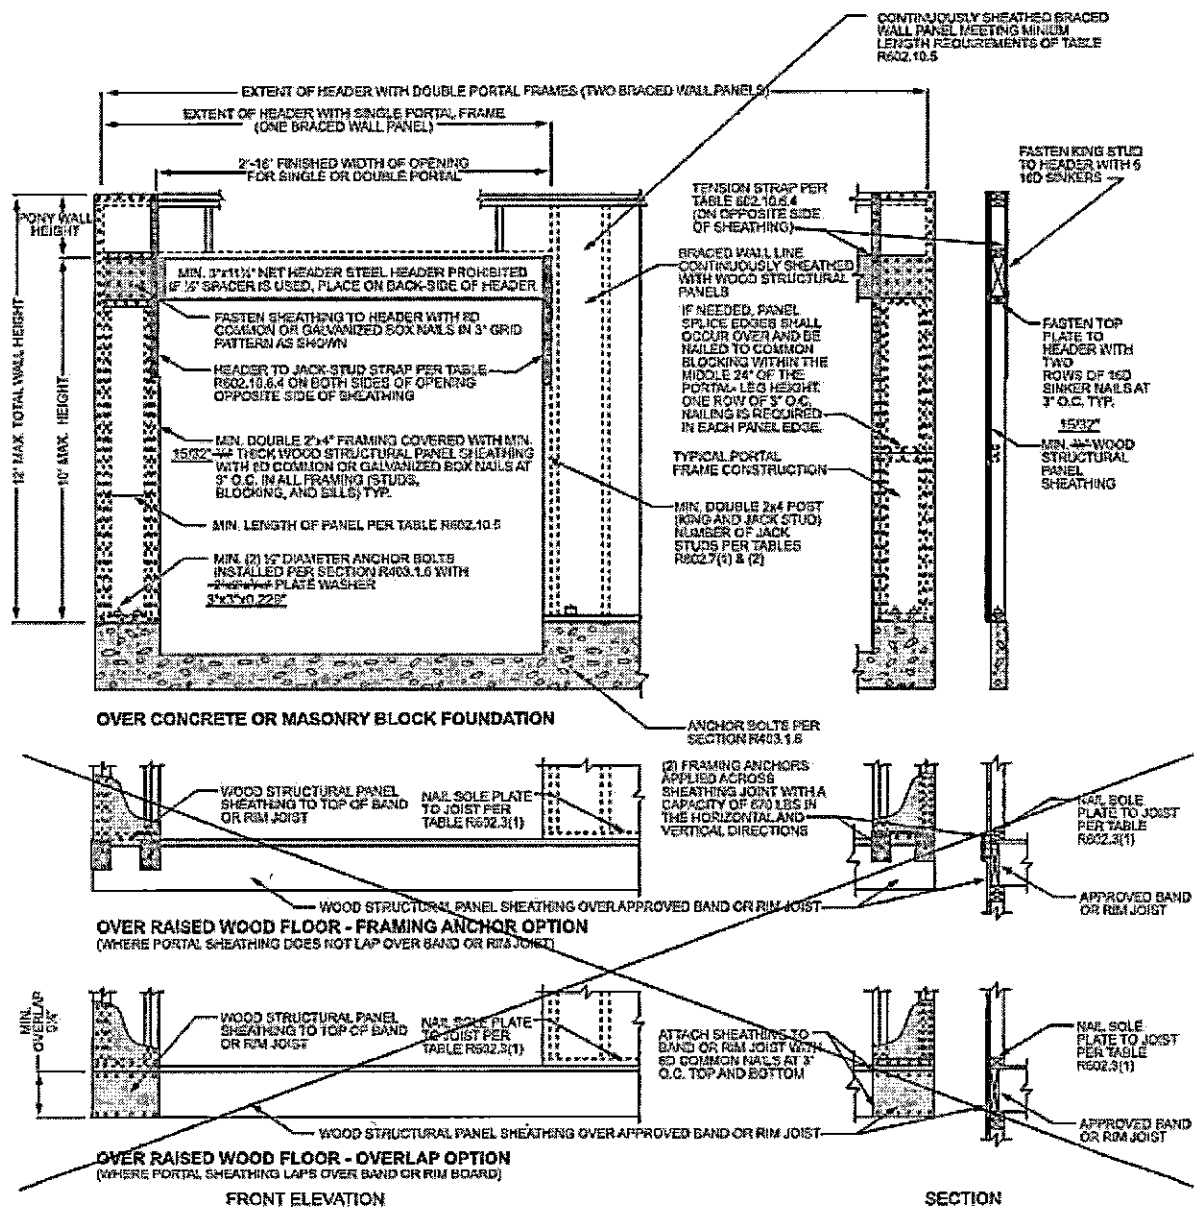 CONTINUOUSLY SHEATHED BRACED
WALL PANEL MEETING MINIUM
LENGTH REQUIREMENTS OF TABLE
R602.10.5
EXTENT OF HEADER WITH DOUBLE PORTAL FRAMES (TWO BRACED WALL PANELS)
EXTENT OF HEADER WITH SINGLE PORTAL FRAME
(ONE BRACED WALL PANEL)
2'-18' FINISHED WIDTH OF OPENING
FOR SINGLE OR DOUBLE PORTAL
FASTEN KING STUD
TO HEADER WITH 6
16D SINKERS
TENSION STRAP PER
TABLE 602.10.6.4
(ON OPPOSITE SIDE
OF SHEATHING)
PONY WALL
HEIGHT
12' MAX. TOTAL WALL HEIGHT
10' MAX. HEIGHT
MIN. 3"x11¼" NET HEADER STEEL HEADER PROHIBITED
IF ½" SPACER IS USED, PLACE ON BACK-SIDE OF HEADER
BRACED WALL LINE
CONTINUOUSLY SHEATHED
WITH WOOD STRUCTURAL
PANELS
FASTEN SHEATHING TO HEADER WITH 8D
COMMON OR GALVANIZED BOX NAILS IN 3" GRID
PATTERN AS SHOWN
IF NEEDED, PANEL
SPLICE EDGES SHALL
OCCUR OVER AND BE
NAILED TO COMMON
BLOCKING WITHIN THE
MIDDLE 24" OF THE
PORTAL- LEG HEIGHT.
ONE ROW OF 3" O.C.
NAILING IS REQUIRED
IN EACH PANEL EDGE.
FASTEN TOP
PLATE TO
HEADER WITH
TWO
ROWS OF 16D
SINKER NAILS AT
3" O.C. TYP.
HEADER TO JACK-STUD STRAP PER TABLE
R602.10.6.4 ON BOTH SIDES OF OPENING
OPPOSITE SIDE OF SHEATHING
15/32"
MIN. WOOD
STRUCTURAL
PANEL
SHEATHING
MIN. DOUBLE 2"x4" FRAMING COVERED WITH MIN.
15/32" THICK WOOD STRUCTURAL PANEL SHEATHING
WITH 8D COMMON OR GALVANIZED BOX NAILS AT
3" O.C. IN ALL FRAMING (STUDS,
BLOCKING, AND SILLS) TYP.
TYPICAL PORTAL
FRAME CONSTRUCTION
MIN. LENGTH OF PANEL PER TABLE R602.10.5
MIN. DOUBLE 2x4 POST
(KING AND JACK STUD)
NUMBER OF JACK
STUDS PER TABLES
R602.7(1) & (2)
MIN. (2) ½" DIAMETER ANCHOR BOLTS
INSTALLED PER SECTION R403.1.6 WITH
PLATE WASHER
3"x3"x0.229"
OVER CONCRETE OR MASONRY BLOCK FOUNDATION
ANCHOR BOLTS PER
SECTION R403.1.6
WOOD STRUCTURAL PANEL
SHEATHING TO TOP OF BAND
OR RIM JOIST
NAIL SOLE PLATE
TO JOIST PER
TABLE R602.3(1)
(2) FRAMING ANCHORS
APPLIED ACROSS
SHEATHING JOINT WITH A
CAPACITY OF 670 LBS IN
THE HORIZONTAL AND
VERTICAL DIRECTIONS
NAIL SOLE
PLATE TO JOIST
PER TABLE
R602.3(1)
WOOD STRUCTURAL PANEL SHEATHING OVER APPROVED BAND OR RIM JOIST
APPROVED BAND
OR RIM JOIST
OVER RAISED WOOD FLOOR - FRAMING ANCHOR OPTION
(WHERE PORTAL SHEATHING DOES NOT LAP OVER BAND OR RIM JOIST)
MIN.
OVERLAP
9¼"
WOOD STRUCTURAL PANEL
SHEATHING TO TOP OF BAND
OR RIM JOIST
NAIL SOLE PLATE
TO JOIST PER
TABLE R602.3(1)
ATTACH SHEATHING TO
BAND OR RIM JOIST WITH
8D COMMON NAILS AT 3"
O.C. TOP AND BOTTOM
NAIL SOLE
PLATE TO JOIST
PER TABLE
R602.3(1)
WOOD STRUCTURAL PANEL SHEATHING OVER APPROVED BAND OR RIM JOIST
APPROVED BAND
OR RIM JOIST
OVER RAISED WOOD FLOOR - OVERLAP OPTION
(WHERE PORTAL SHEATHING LAPS OVER BAND OR RIM BOARD)
FRONT ELEVATION
SECTION